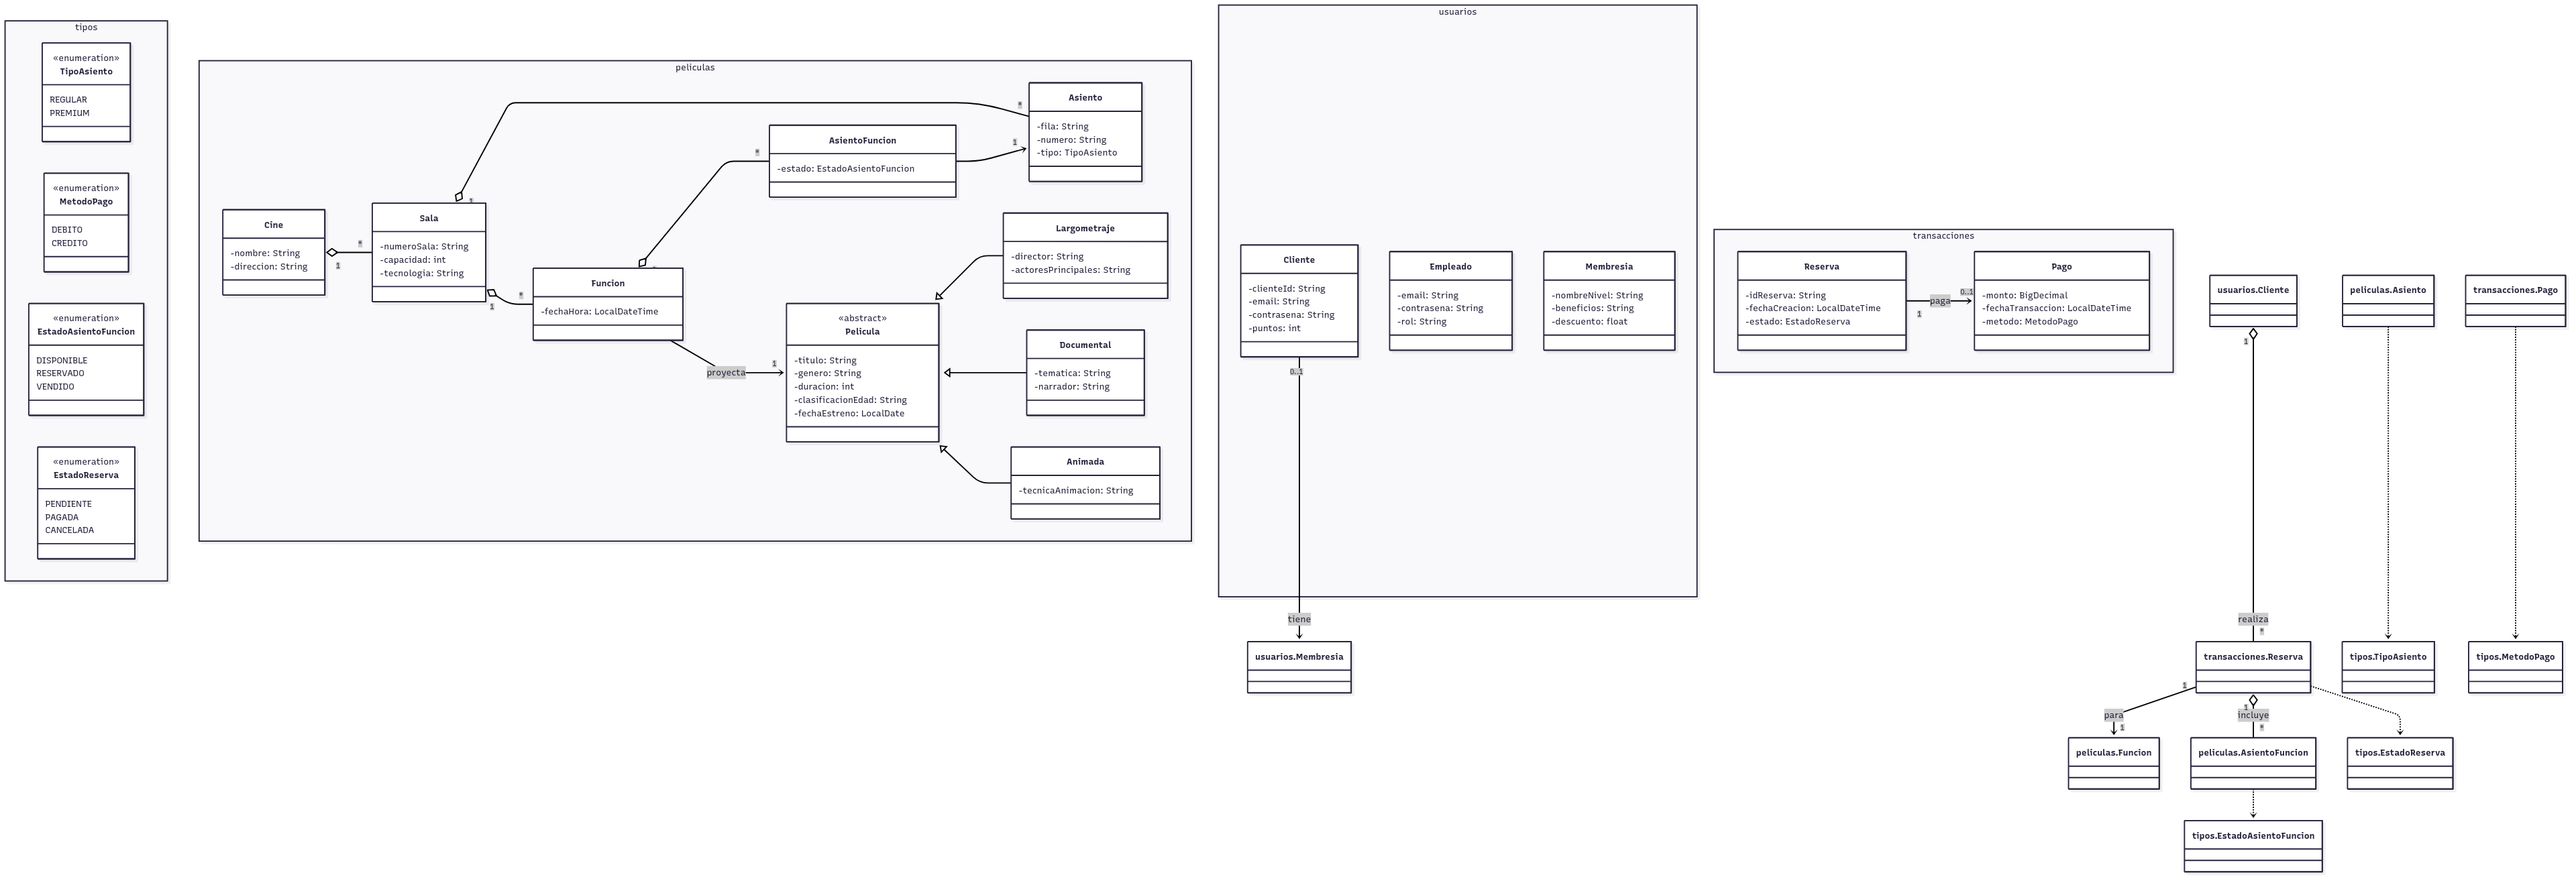 tipos
«enumeration»
TipoAsiento
REGULAR
PREMIUM
«enumeration»
MetodoPago
DEBITO
CREDITO
«enumeration»
EstadoAsientoFuncion
DISPONIBLE
RESERVADO
VENDIDO
«enumeration»
EstadoReserva
PENDIENTE
PAGADA
CANCELADA
peliculas
Cine
-nombre: String
-direccion: String
*
1
Sala
-numeroSala: String
-capacidad: int
-tecnologia: String
1
*
1
*
Funcion
-fechaHora: LocalDateTime
*
AsientoFuncion
-estado: EstadoAsientoFuncion
1
Asiento
-fila: String
-numero: String
-tipo: TipoAsiento
proyecta
1
«abstract»
Pelicula
-titulo: String
-genero: String
-duracion: int
-clasificacionEdad: String
-fechaEstreno: LocalDate
Largometraje
-director: String
-actoresPrincipales: String
Documental
-tematica: String
-narrador: String
Animada
-tecnicaAnimacion: String
usuarios
Cliente
-clienteId: String
-email: String
-contrasena: String
-puntos: int
0..1
Empleado
-email: String
-contrasena: String
-rol: String
Membresia
-nombreNivel: String
-beneficios: String
-descuento: float
tiene
usuarios.Membresia
transacciones
Reserva
-idReserva: String
-fechaCreacion: LocalDateTime
-estado: EstadoReserva
paga
1
0..1
Pago
-monto: BigDecimal
-fechaTransaccion: LocalDateTime
-metodo: MetodoPago
usuarios.Cliente
1
realiza
*
transacciones.Reserva
1
para
1
peliculas.Funcion
1
incluye
*
peliculas.AsientoFuncion
tipos.EstadoReserva
tipos.EstadoAsientoFuncion
peliculas.Asiento
tipos.TipoAsiento
transacciones.Pago
tipos.MetodoPago